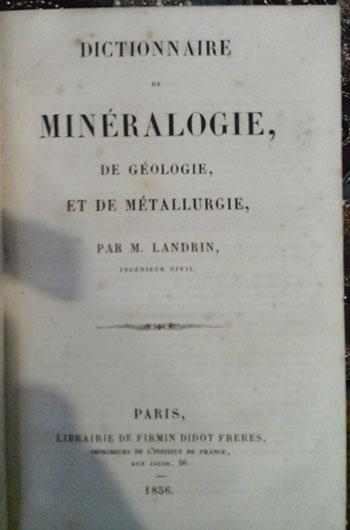 DICTIONNAIRE
DE
MINÉRALOGIE,
DE GÉOLOGIE,
ET DE MÉTALLURGIE,
PAR M. LANDRIN,
INGÉNIEUR CIVIL.
PARIS,
LIBRAIRIE DE FIRMIN DIDOT FRERES,
IMPRIMEURS DE L'INSTITUT DE FRANCE,
RUE JACOB, 56.
1856.